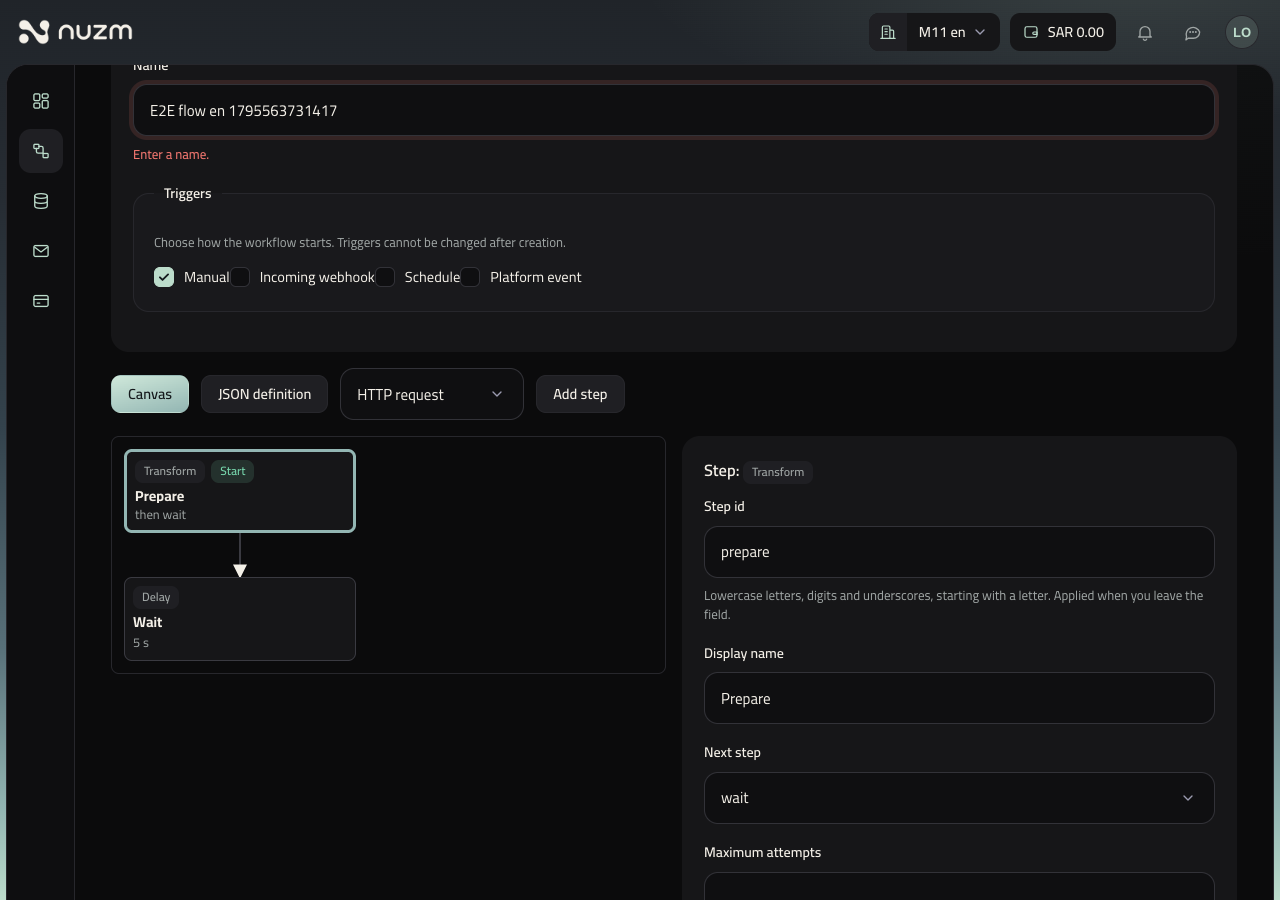 nuzm
M11 en
SAR 0.00
LO
Name
E2E flow en 1795563731417
Enter a name.
Triggers
Choose how the workflow starts. Triggers cannot be changed after creation.
Manual Incoming webhook Schedule Platform event
Canvas JSON definition HTTP request Add step
Transform Start
Prepare
then wait
Delay
Wait
5 s
Step: Transform
Step id
prepare
Lowercase letters, digits and underscores, starting with a letter. Applied when you leave the
field.
Display name
Prepare
Next step
wait
Maximum attempts